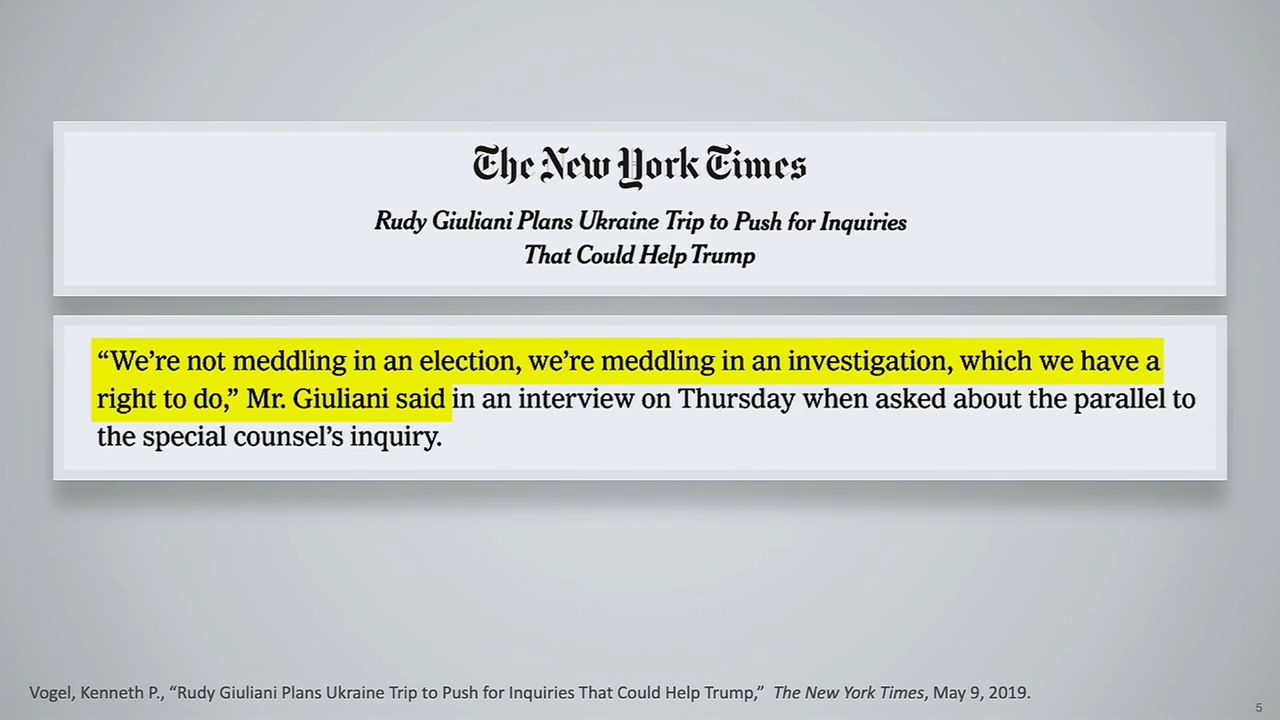 The New York Times
Rudy Giuliani Plans Ukraine Trip to Push for Inquiries
That Could Help Trump
“We’re not meddling in an election, we’re meddling in an investigation, which we have a
right to do,” Mr. Giuliani said in an interview on Thursday when asked about the parallel to
the special counsel’s inquiry.
Vogel, Kenneth P., “Rudy Giuliani Plans Ukraine Trip to Push for Inquiries That Could Help Trump,” The New York Times, May 9, 2019.
5